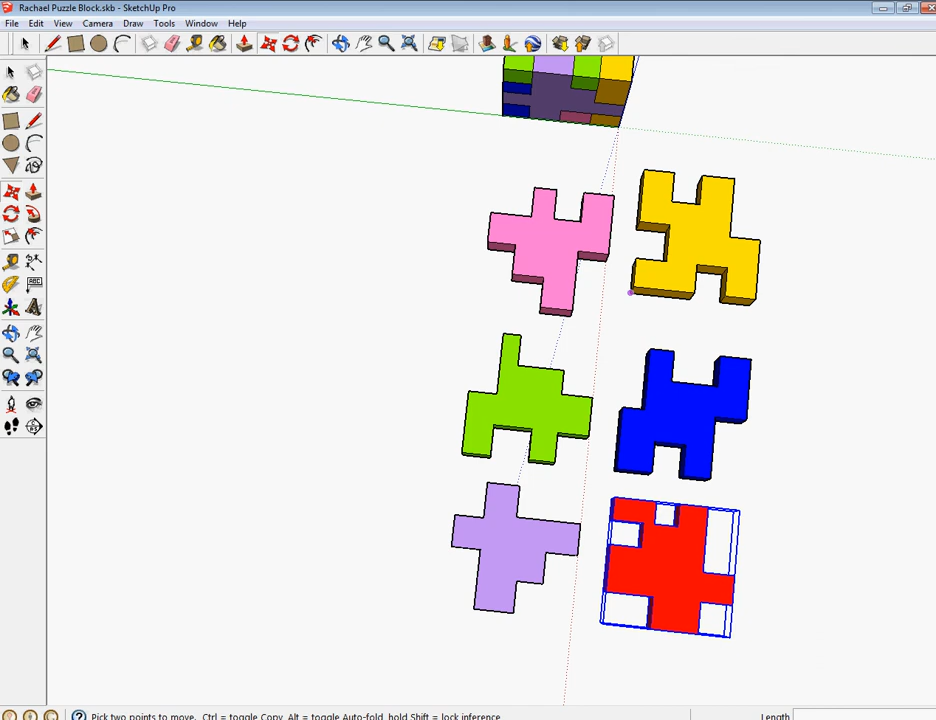 Rachael Puzzle Block.skb - SketchUp Pro
File Edit View Camera Draw Tools Window Help
Pick two points to move. Ctrl = toggle Copy, Alt = toggle Auto-fold, hold Shift = lock inference
Length